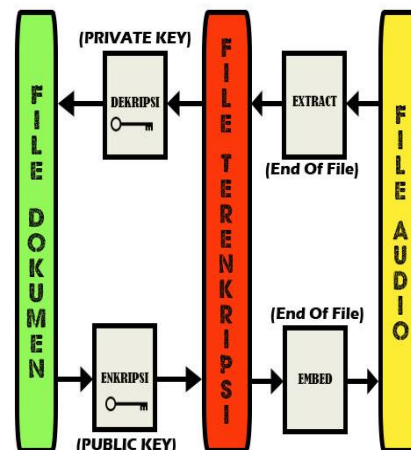 (PRIVATE KEY)
DEKRIPSI
EXTRACT
(End Of File)
FILE DOKUMEN
FILE TERENKRIPSI
FILE AUDIO
(End Of File)
ENKRIPSI
EMBED
(PUBLIC KEY)